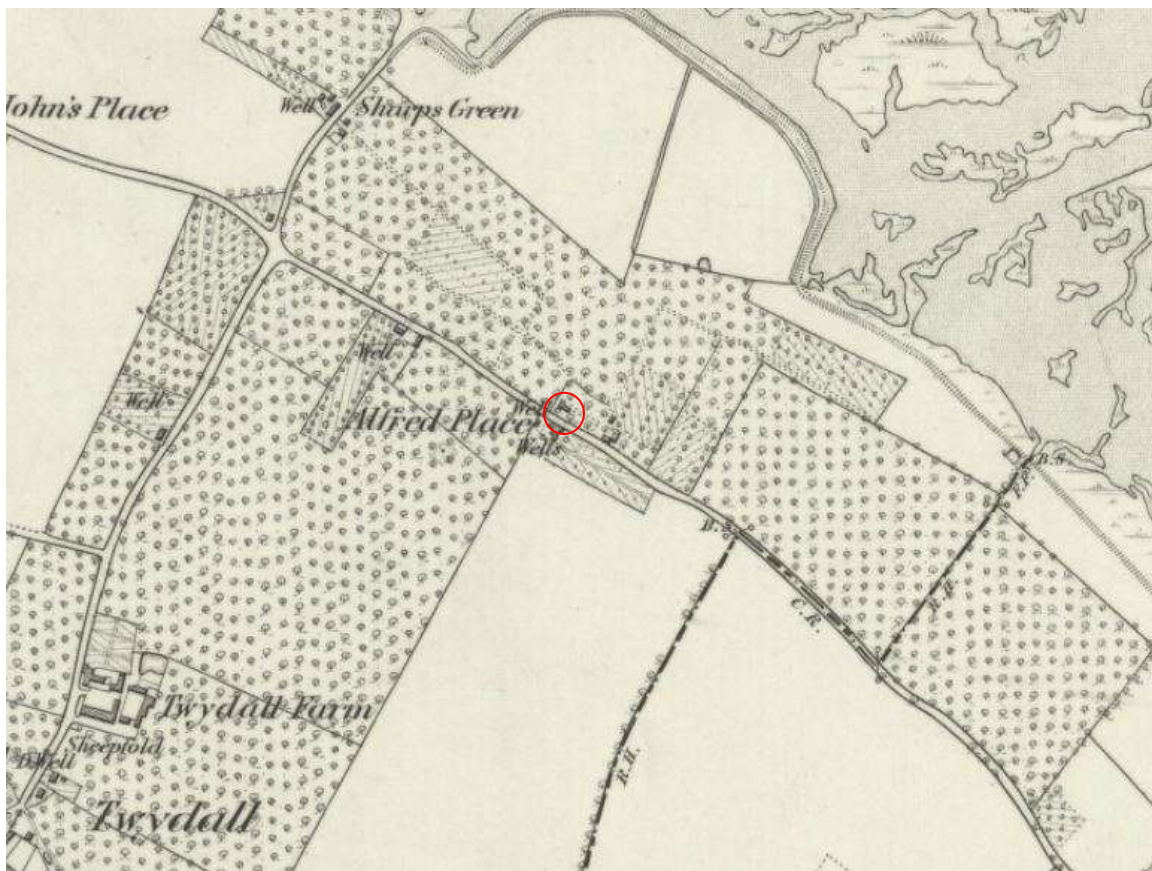 John's Place
Well
Sharps Green
Well
Well
Well
Alfred Place
Wells
B.S.
F.P.
B.S.
R.H.
C.R.
R.H.
Twydall Farm
Sheepfold
Well
Twydall